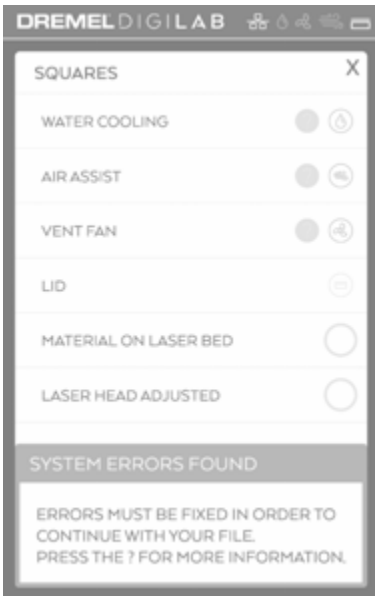 DREMEL DIGILAB
SQUARES X
WATER COOLING
AIR ASSIST
VENT FAN
LID
MATERIAL ON LASER BED
LASER HEAD ADJUSTED
SYSTEM ERRORS FOUND
ERRORS MUST BE FIXED IN ORDER TO
CONTINUE WITH YOUR FILE.
PRESS THE ? FOR MORE INFORMATION.